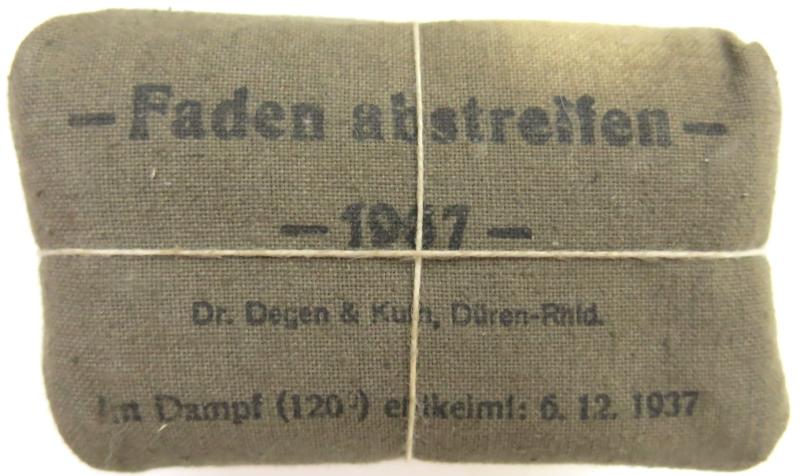 - Faden abstreifen -
- 1937 -
Dr. Degen & Kuth, Düren-Rhld.
Im Dampf (120°) entkeimt: 6. 12. 1937